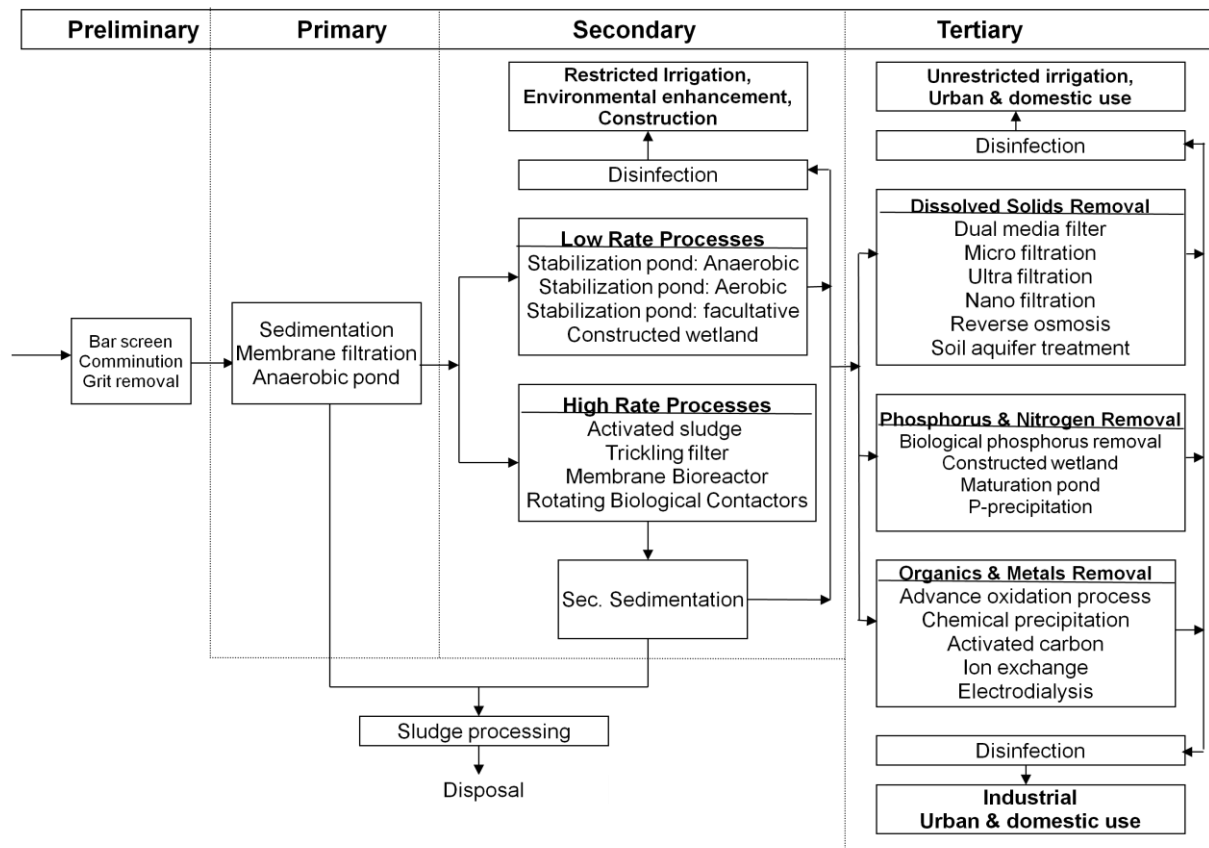 Preliminary
Primary
Secondary
Tertiary
Bar screen
Comminution
Grit removal
Sedimentation
Membrane filtration
Anaerobic pond
Restricted Irrigation,
Environmental enhancement,
Construction
Disinfection
Low Rate Processes
Stabilization pond: Anaerobic
Stabilization pond: Aerobic
Stabilization pond: facultative
Constructed wetland
High Rate Processes
Activated sludge
Trickling filter
Membrane Bioreactor
Rotating Biological Contactors
Sec. Sedimentation
Sludge processing
Disposal
Unrestricted irrigation,
Urban & domestic use
Disinfection
Dissolved Solids Removal
Dual media filter
Micro filtration
Ultra filtration
Nano filtration
Reverse osmosis
Soil aquifer treatment
Phosphorus & Nitrogen Removal
Biological phosphorus removal
Constructed wetland
Maturation pond
P-precipitation
Organics & Metals Removal
Advance oxidation process
Chemical precipitation
Activated carbon
Ion exchange
Electrodialysis
Disinfection
Industrial
Urban & domestic use